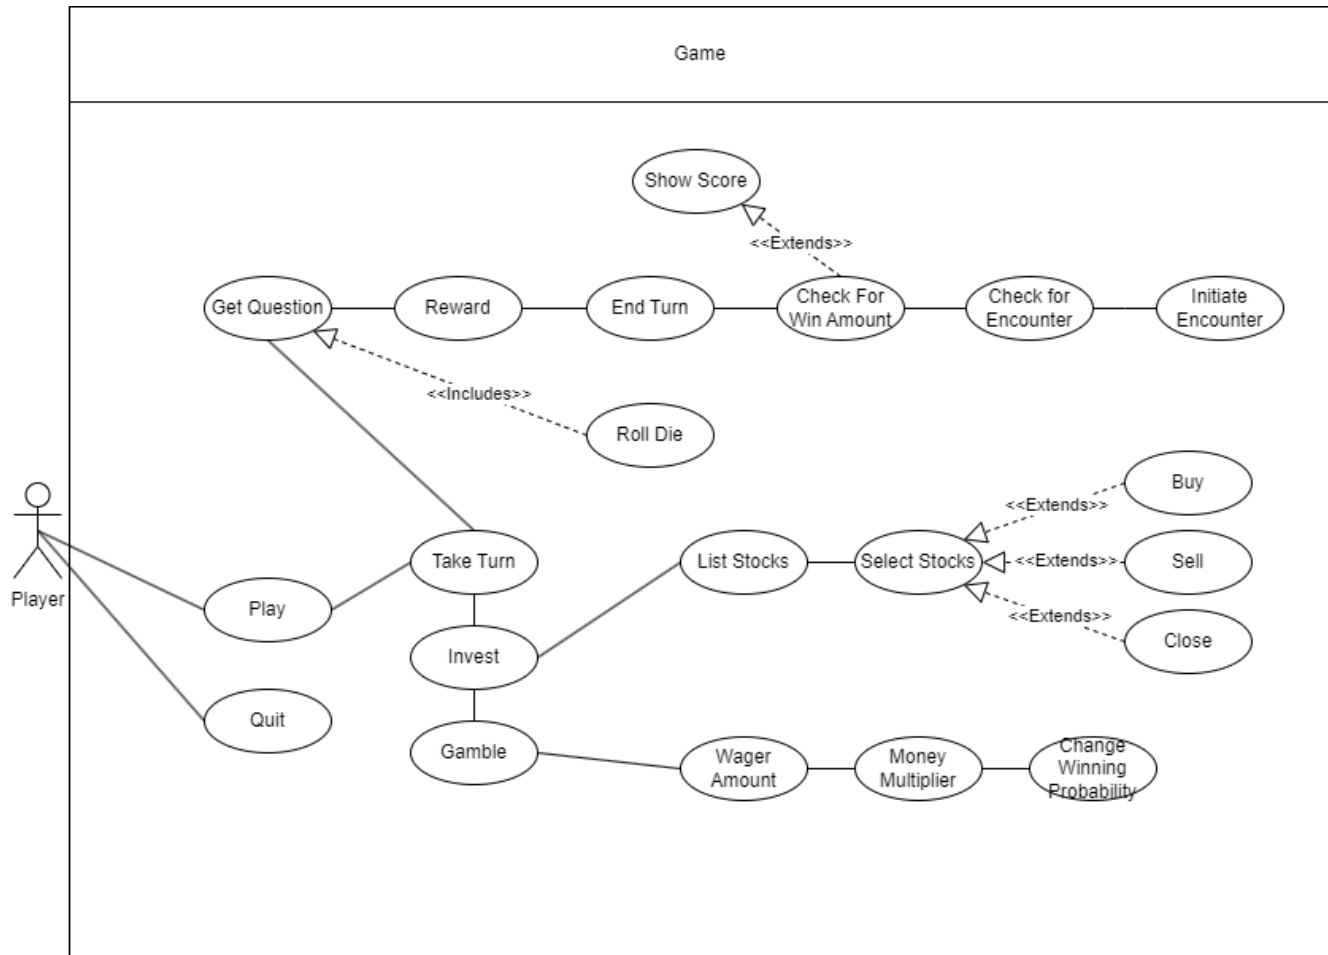 Game
Show Score
<<Extends>>
Get Question
Reward
End Turn
Check For
Win Amount
Check for
Encounter
Initiate
Encounter
<<Includes>>
Roll Die
Buy
<<Extends>>
Take Turn
List Stocks
Select Stocks
<<Extends>>
Sell
Player
Play
<<Extends>>
Close
Invest
Quit
Gamble
Wager
Amount
Money
Multiplier
Change
Winning
Probability